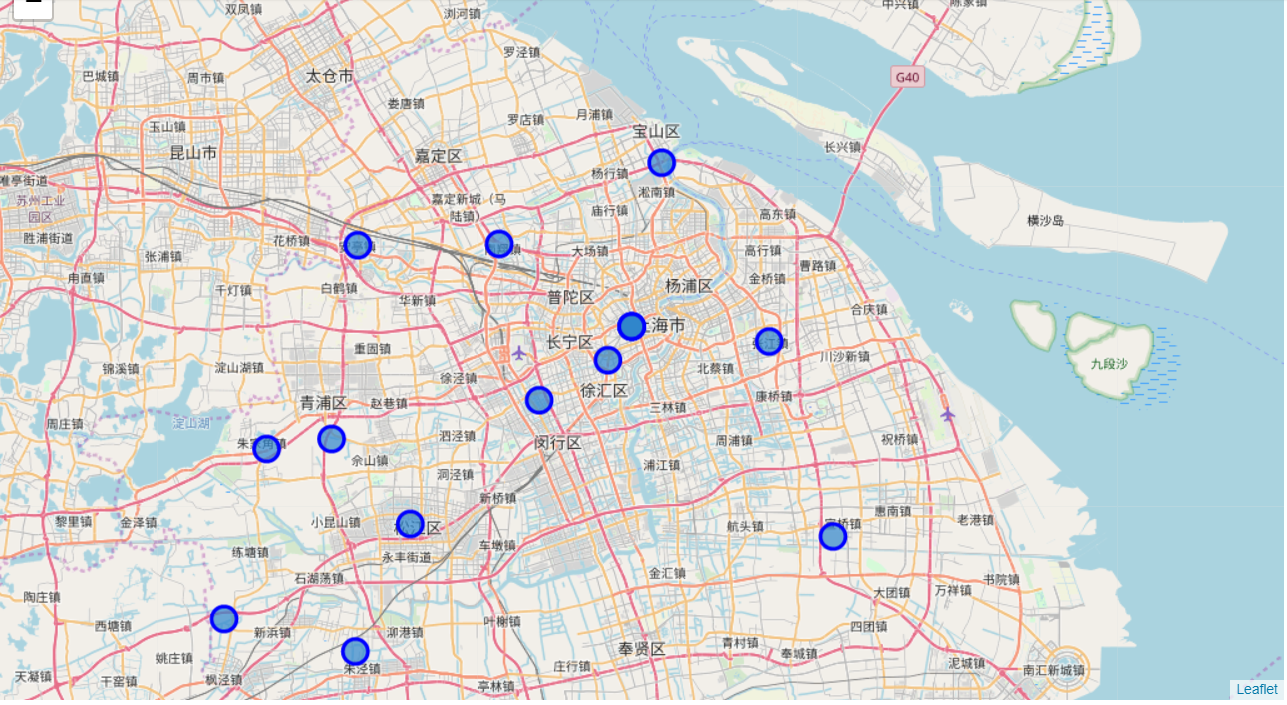 双凤镇
浏河镇
中兴镇
陈家镇
罗泾镇
巴城镇
周市镇
太仓市
G40
娄唐镇
月浦镇
罗店镇
玉山镇
宝山区
昆山市
嘉定区
长兴镇
杨行镇
淞南镇
苏州工业
园区
嘉定新城（马
陆镇）
庙行镇
高东镇
横沙岛
胜浦街道
花桥镇
张浦镇
大场镇
高行镇
曹路镇
甪直镇
千灯镇
白鹤镇
华新镇
普陀区
杨浦区
金桥镇
合庆镇
上海市
重固镇
长宁区
川沙新镇
锦溪镇
淀山湖镇
徐泾镇
徐汇区
北蔡镇
九段沙
周庄镇
淀山湖
青浦区
赵巷镇
三林镇
康桥镇
泗泾镇
闵行区
周浦镇
祝桥镇
佘山镇
洞泾镇
浦江镇
新桥镇
黎里镇
金泽镇
小昆山镇
航头镇
惠南镇
老港镇
练塘镇
永丰街道
车墩镇
石湖荡镇
金汇镇
书院镇
陶庄镇
大团镇
万祥镇
西塘镇
新浜镇
泖港镇
叶榭镇
四团镇
姚庄镇
奉贤区
青村镇
奉城镇
天凝镇
干窑镇
枫泾镇
朱泾镇
庄行镇
泥城镇
南汇新城镇
亭林镇
Leaflet